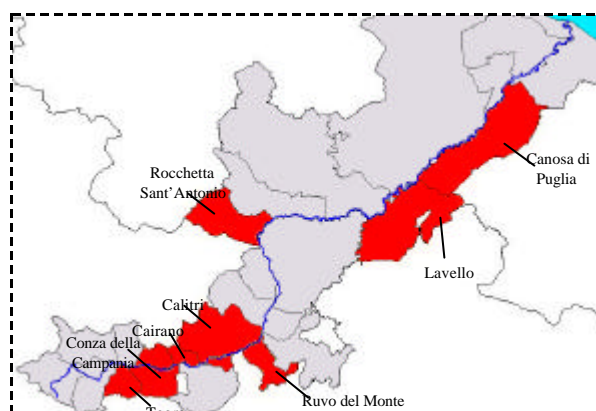 Rocchetta
Sant'Antonio
Canosa di
Puglia
Lavello
Calitri
Cairano
Conza della
Campania
Ruvo del Monte